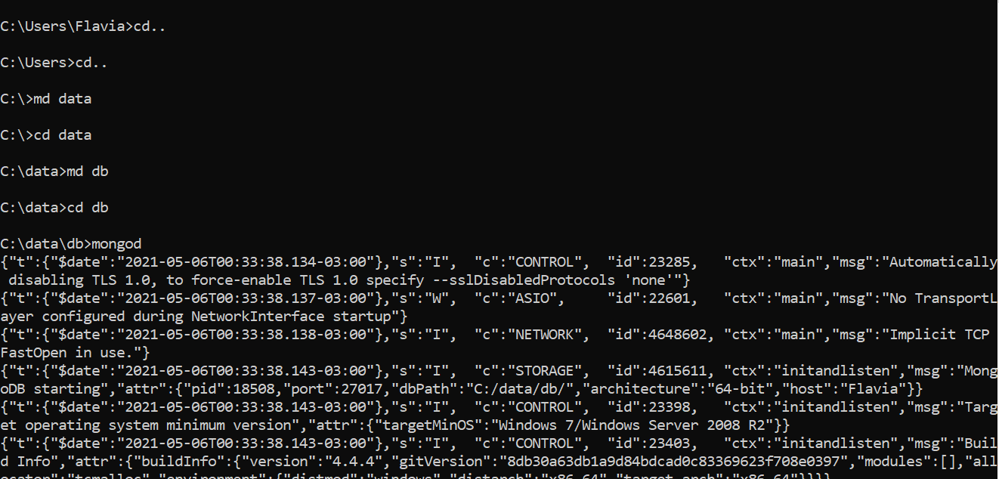 C:\Users\Flavia>cd..
C:\Users>cd..
C:\>md data
C:\>cd data
C:\data>md db
C:\data>cd db
C:\data\db>mongod
{"t":{"$date":"2021-05-06T00:33:38.134-03:00"},"s":"I",  "c":"CONTROL",  "id":23285,   "ctx":"main","msg":"Automatically
 disabling TLS 1.0, to force-enable TLS 1.0 specify --sslDisabledProtocols 'none'"}
{"t":{"$date":"2021-05-06T00:33:38.137-03:00"},"s":"W",  "c":"ASIO",     "id":22601,   "ctx":"main","msg":"No TransportL
ayer configured during NetworkInterface startup"}
{"t":{"$date":"2021-05-06T00:33:38.138-03:00"},"s":"I",  "c":"NETWORK",  "id":4648602, "ctx":"main","msg":"Implicit TCP
FastOpen in use."}
{"t":{"$date":"2021-05-06T00:33:38.143-03:00"},"s":"I",  "c":"STORAGE",  "id":4615611, "ctx":"initandlisten","msg":"Mong
oDB starting","attr":{"pid":18508,"port":27017,"dbPath":"C:/data/db/","architecture":"64-bit","host":"Flavia"}}
{"t":{"$date":"2021-05-06T00:33:38.143-03:00"},"s":"I",  "c":"CONTROL",  "id":23398,   "ctx":"initandlisten","msg":"Targ
et operating system minimum version","attr":{"targetMinOS":"Windows 7/Windows Server 2008 R2"}}
{"t":{"$date":"2021-05-06T00:33:38.143-03:00"},"s":"I",  "c":"CONTROL",  "id":23403,   "ctx":"initandlisten","msg":"Buil
d Info","attr":{"buildInfo":{"version":"4.4.4","gitVersion":"8db30a63db1a9d84bdcad0c83369623f708e0397","modules":[],"all
ocator":"tcmalloc","environment":{"distmod":"windows","distarch":"x86_64","target_arch":"x86_64"}}}}